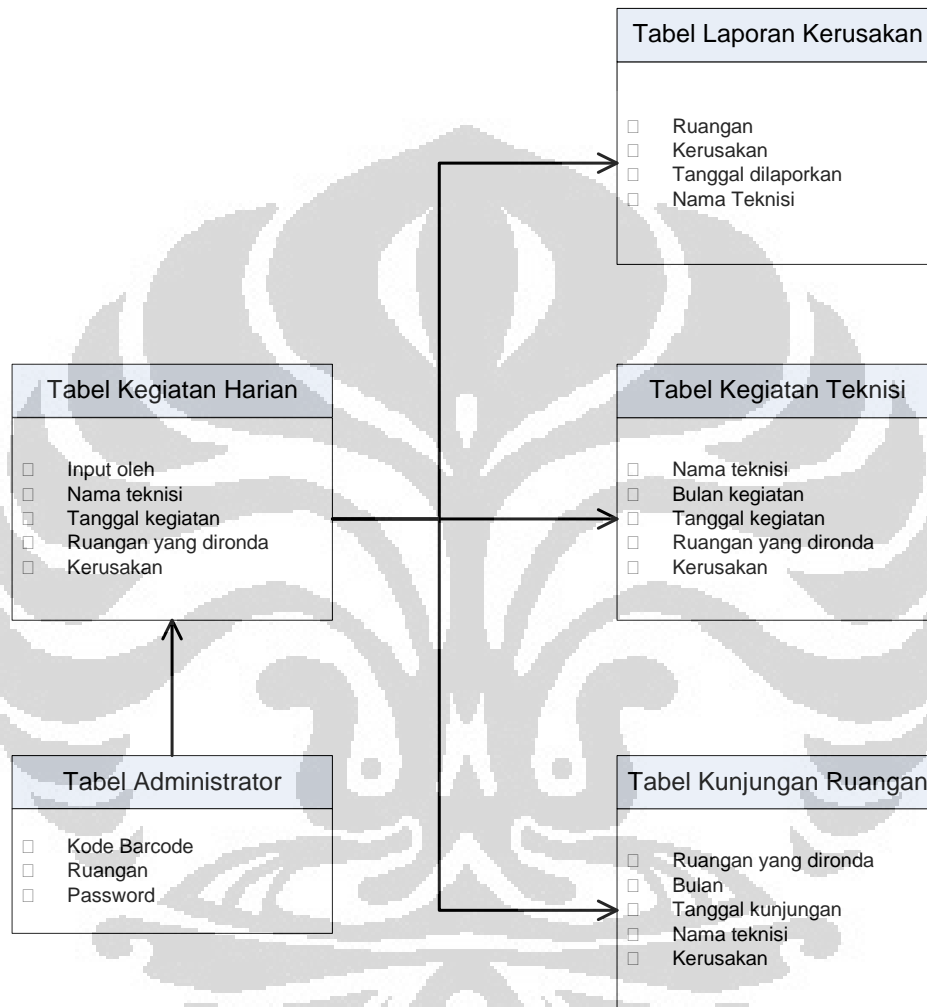 Tabel Laporan Kerusakan
Ruangan
Kerusakan
Tanggal dilaporkan
Nama Teknisi
Tabel Kegiatan Harian
Input oleh
Nama teknisi
Tanggal kegiatan
Ruangan yang dironda
Kerusakan
Tabel Kegiatan Teknisi
Nama teknisi
Bulan kegiatan
Tanggal kegiatan
Ruangan yang dironda
Kerusakan
Tabel Administrator
Kode Barcode
Ruangan
Password
Tabel Kunjungan Ruangan
Ruangan yang dironda
Bulan
Tanggal kunjungan
Nama teknisi
Kerusakan